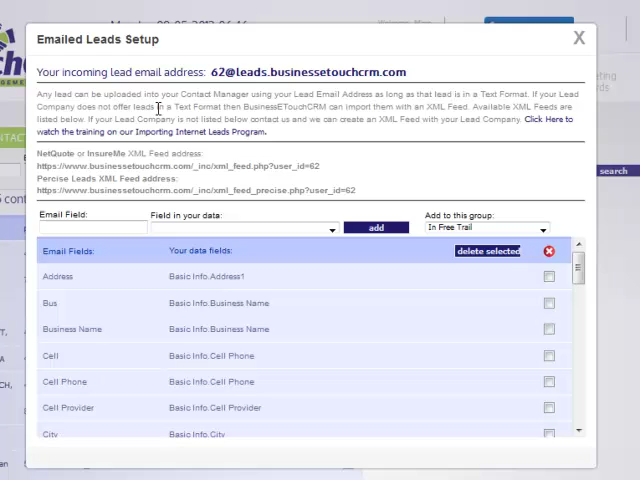 Emailed Leads Setup
X
Your incoming lead email address: 62@leads.businessetouchcrm.com
Any lead can be uploaded into your Contact Manager using your Lead Email Address as long as that lead is in a Text Format. If your Lead
Company does not offer leads in a Text Format then BusinessETouchCRM can import them with an XML Feed. Available XML Feeds are
listed below. If your Lead Company is not listed below contact us and we can create an XML Feed with your Lead Company. Click Here to
watch the training on our Importing Internet Leads Program.
NetQuote or InsureMe XML Feed address:
https://www.businessetouchcrm.com/_inc/xml_feed.php?user_id=62
Percise Leads XML Feed address:
https://www.businessetouchcrm.com/_inc/xml_feed_precise.php?user_id=62
search
Email Field: Field in your data: Add to this group:
add In Free Trail
Email Fields: Your data fields: delete selected
Address Basic Info.Address1
Bus Basic Info.Business Name
Business Name Basic Info.Business Name
Cell Basic Info.Cell Phone
Cell Phone Basic Info.Cell Phone
Cell Provider Basic Info.Cell Provider
City Basic Info.City